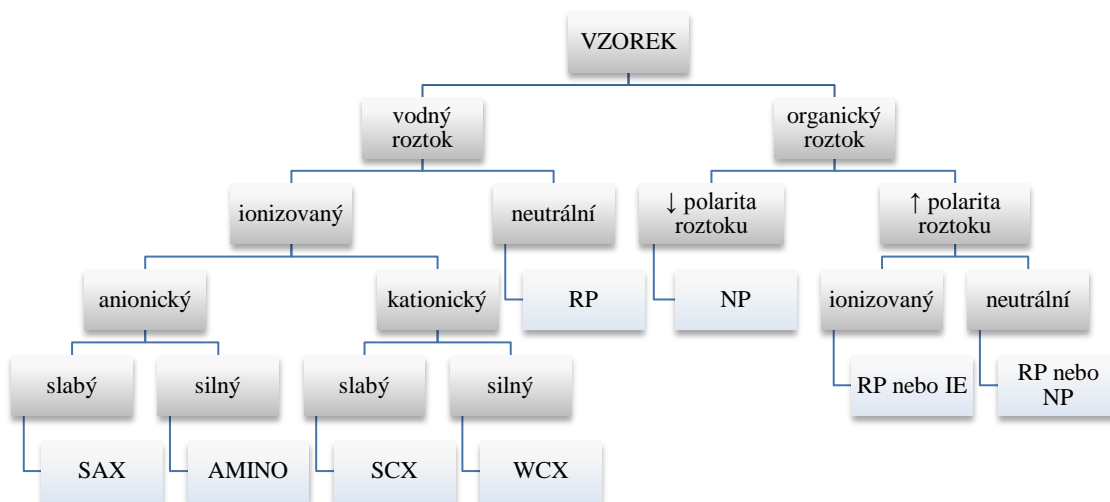 VZOREK
vodný
roztok
organický
roztok
ionizovaný
neutrální
↓ polarita
roztoku
↑ polarita
roztoku
anionický
kationický
RP
NP
ionizovaný
neutrální
slabý
silný
slabý
silný
RP nebo IE
RP nebo
NP
SAX
AMINO
SCX
WCX